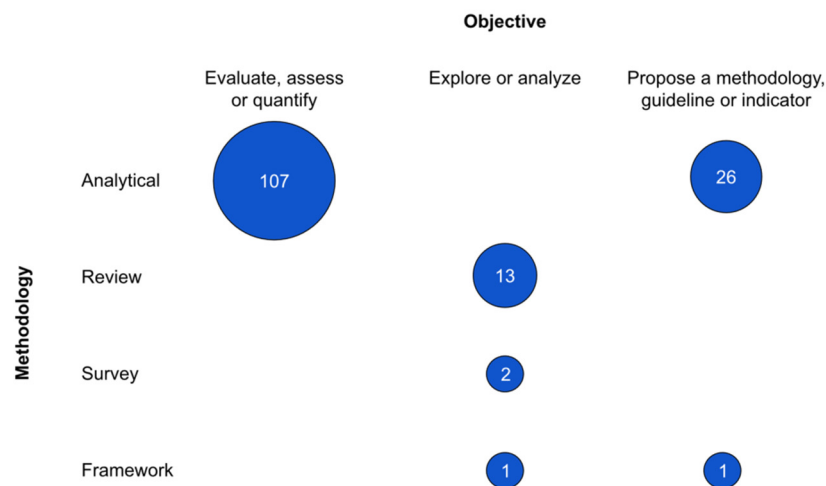 Objective
Evaluate, assess
or quantify
Explore or analyze
Propose a methodology,
guideline or indicator
Analytical
107
26
Review
13
Methodology
Survey
2
Framework
1
1